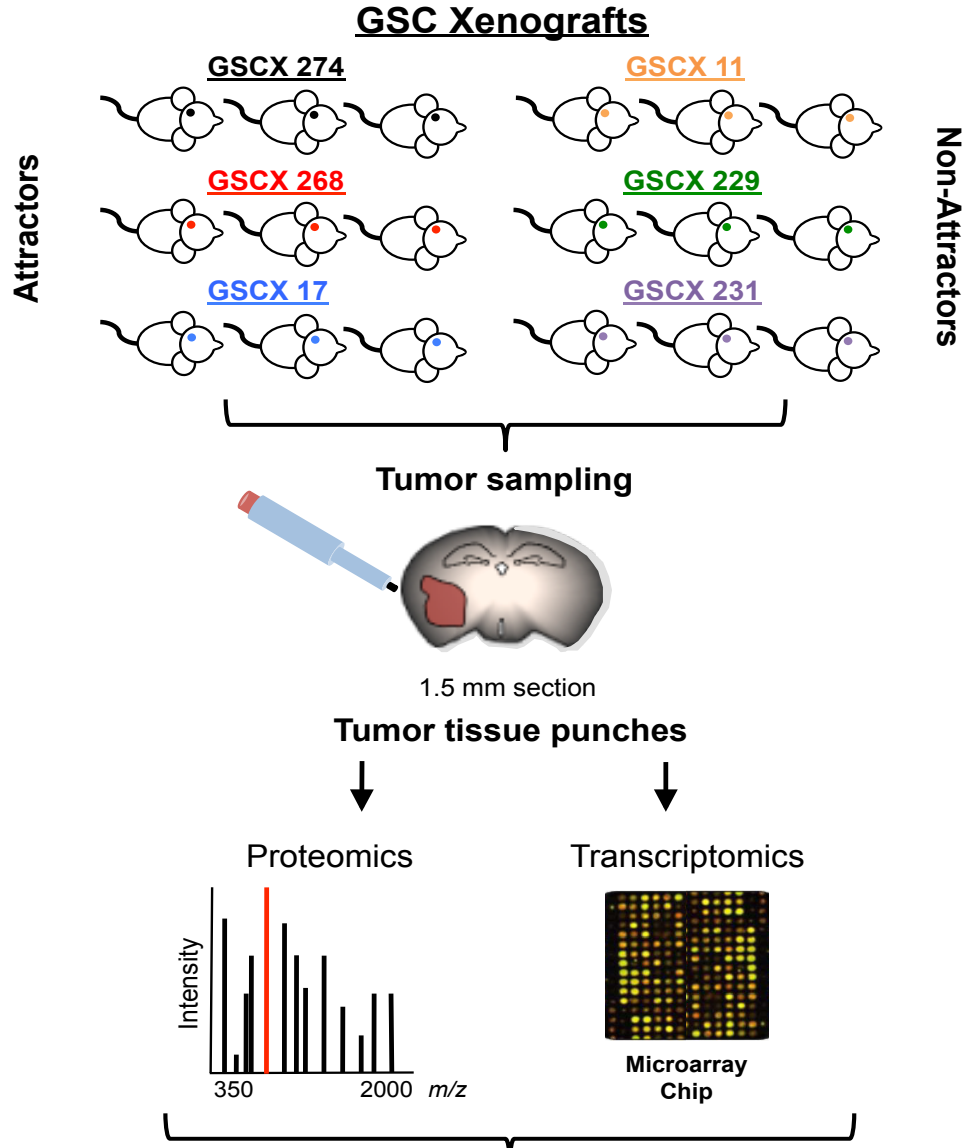 GSC Xenografts
GSCX 274
GSCX 11
Attractors
GSCX 268
GSCX 229
Non-Attractors
GSCX 17
GSCX 231
Tumor sampling
1.5 mm section
Tumor tissue punches
Proteomics
Transcriptomics
Intensity
350
2000
m/z
Microarray
Chip